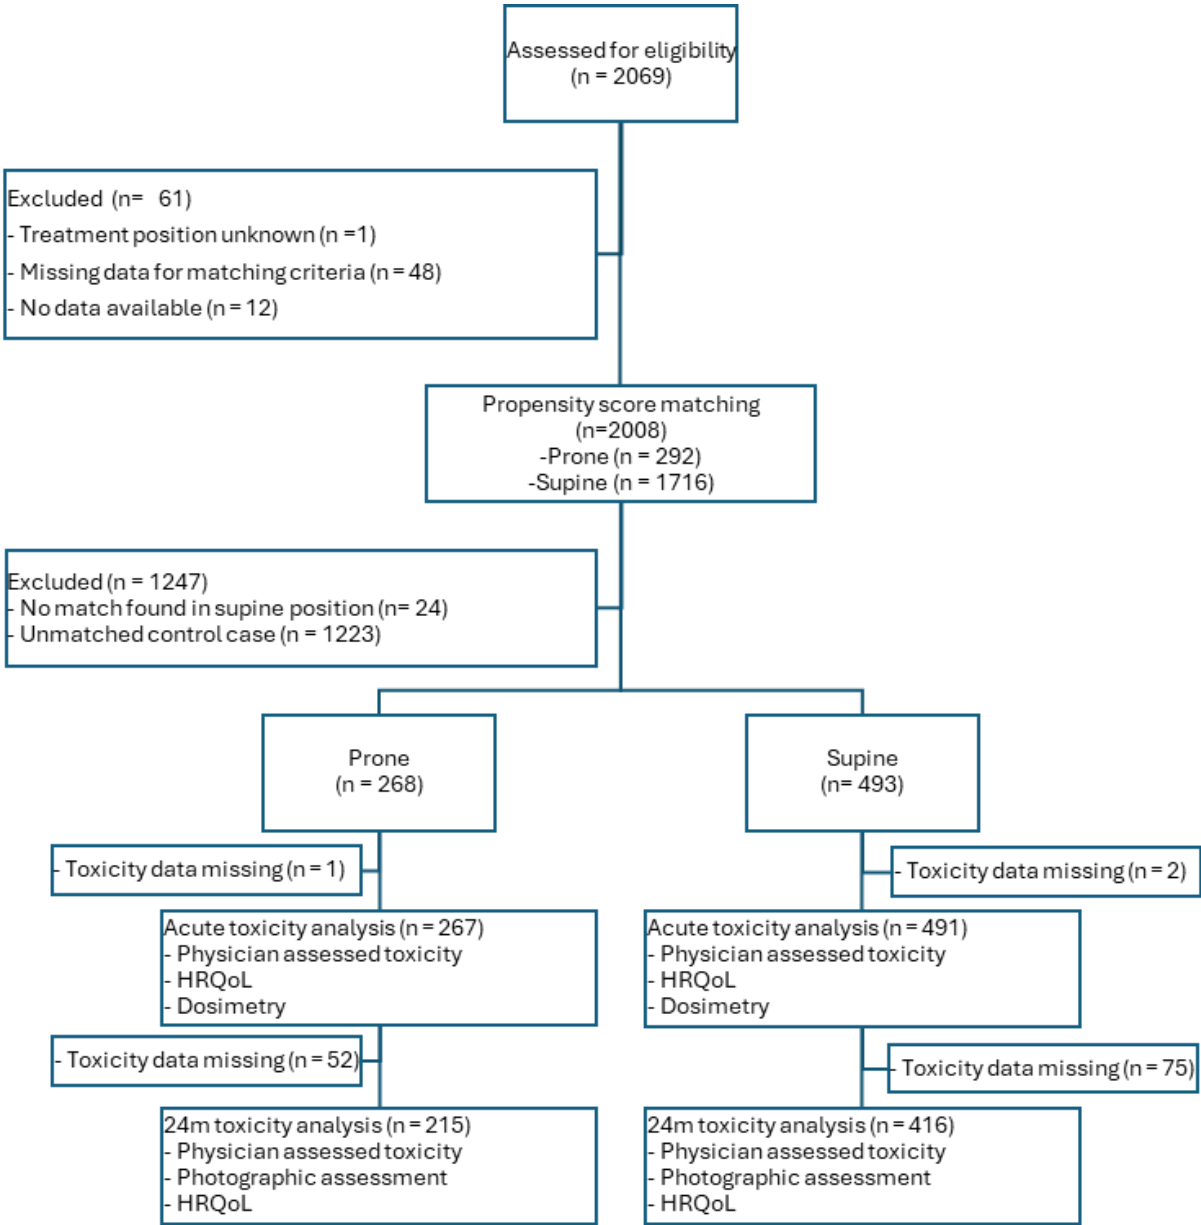 Assessed for eligibility
(n = 2069)
Excluded (n= 61)
- Treatment position unknown (n =1)
- Missing data for matching criteria (n = 48)
- No data available (n = 12)
Propensity score matching
(n=2008)
-Prone (n = 292)
-Supine (n = 1716)
Excluded (n = 1247)
- No match found in supine position (n= 24)
- Unmatched control case (n = 1223)
Prone
(n = 268)
Supine
(n= 493)
- Toxicity data missing (n = 1)
- Toxicity data missing (n = 2)
Acute toxicity analysis (n = 267)
- Physician assessed toxicity
- HRQoL
- Dosimetry
Acute toxicity analysis (n = 491)
- Physician assessed toxicity
- HRQoL
- Dosimetry
- Toxicity data missing (n = 52)
- Toxicity data missing (n = 75)
24m toxicity analysis (n = 215)
- Physician assessed toxicity
- Photographic assessment
- HRQoL
24m toxicity analysis (n = 416)
- Physician assessed toxicity
- Photographic assessment
- HRQoL